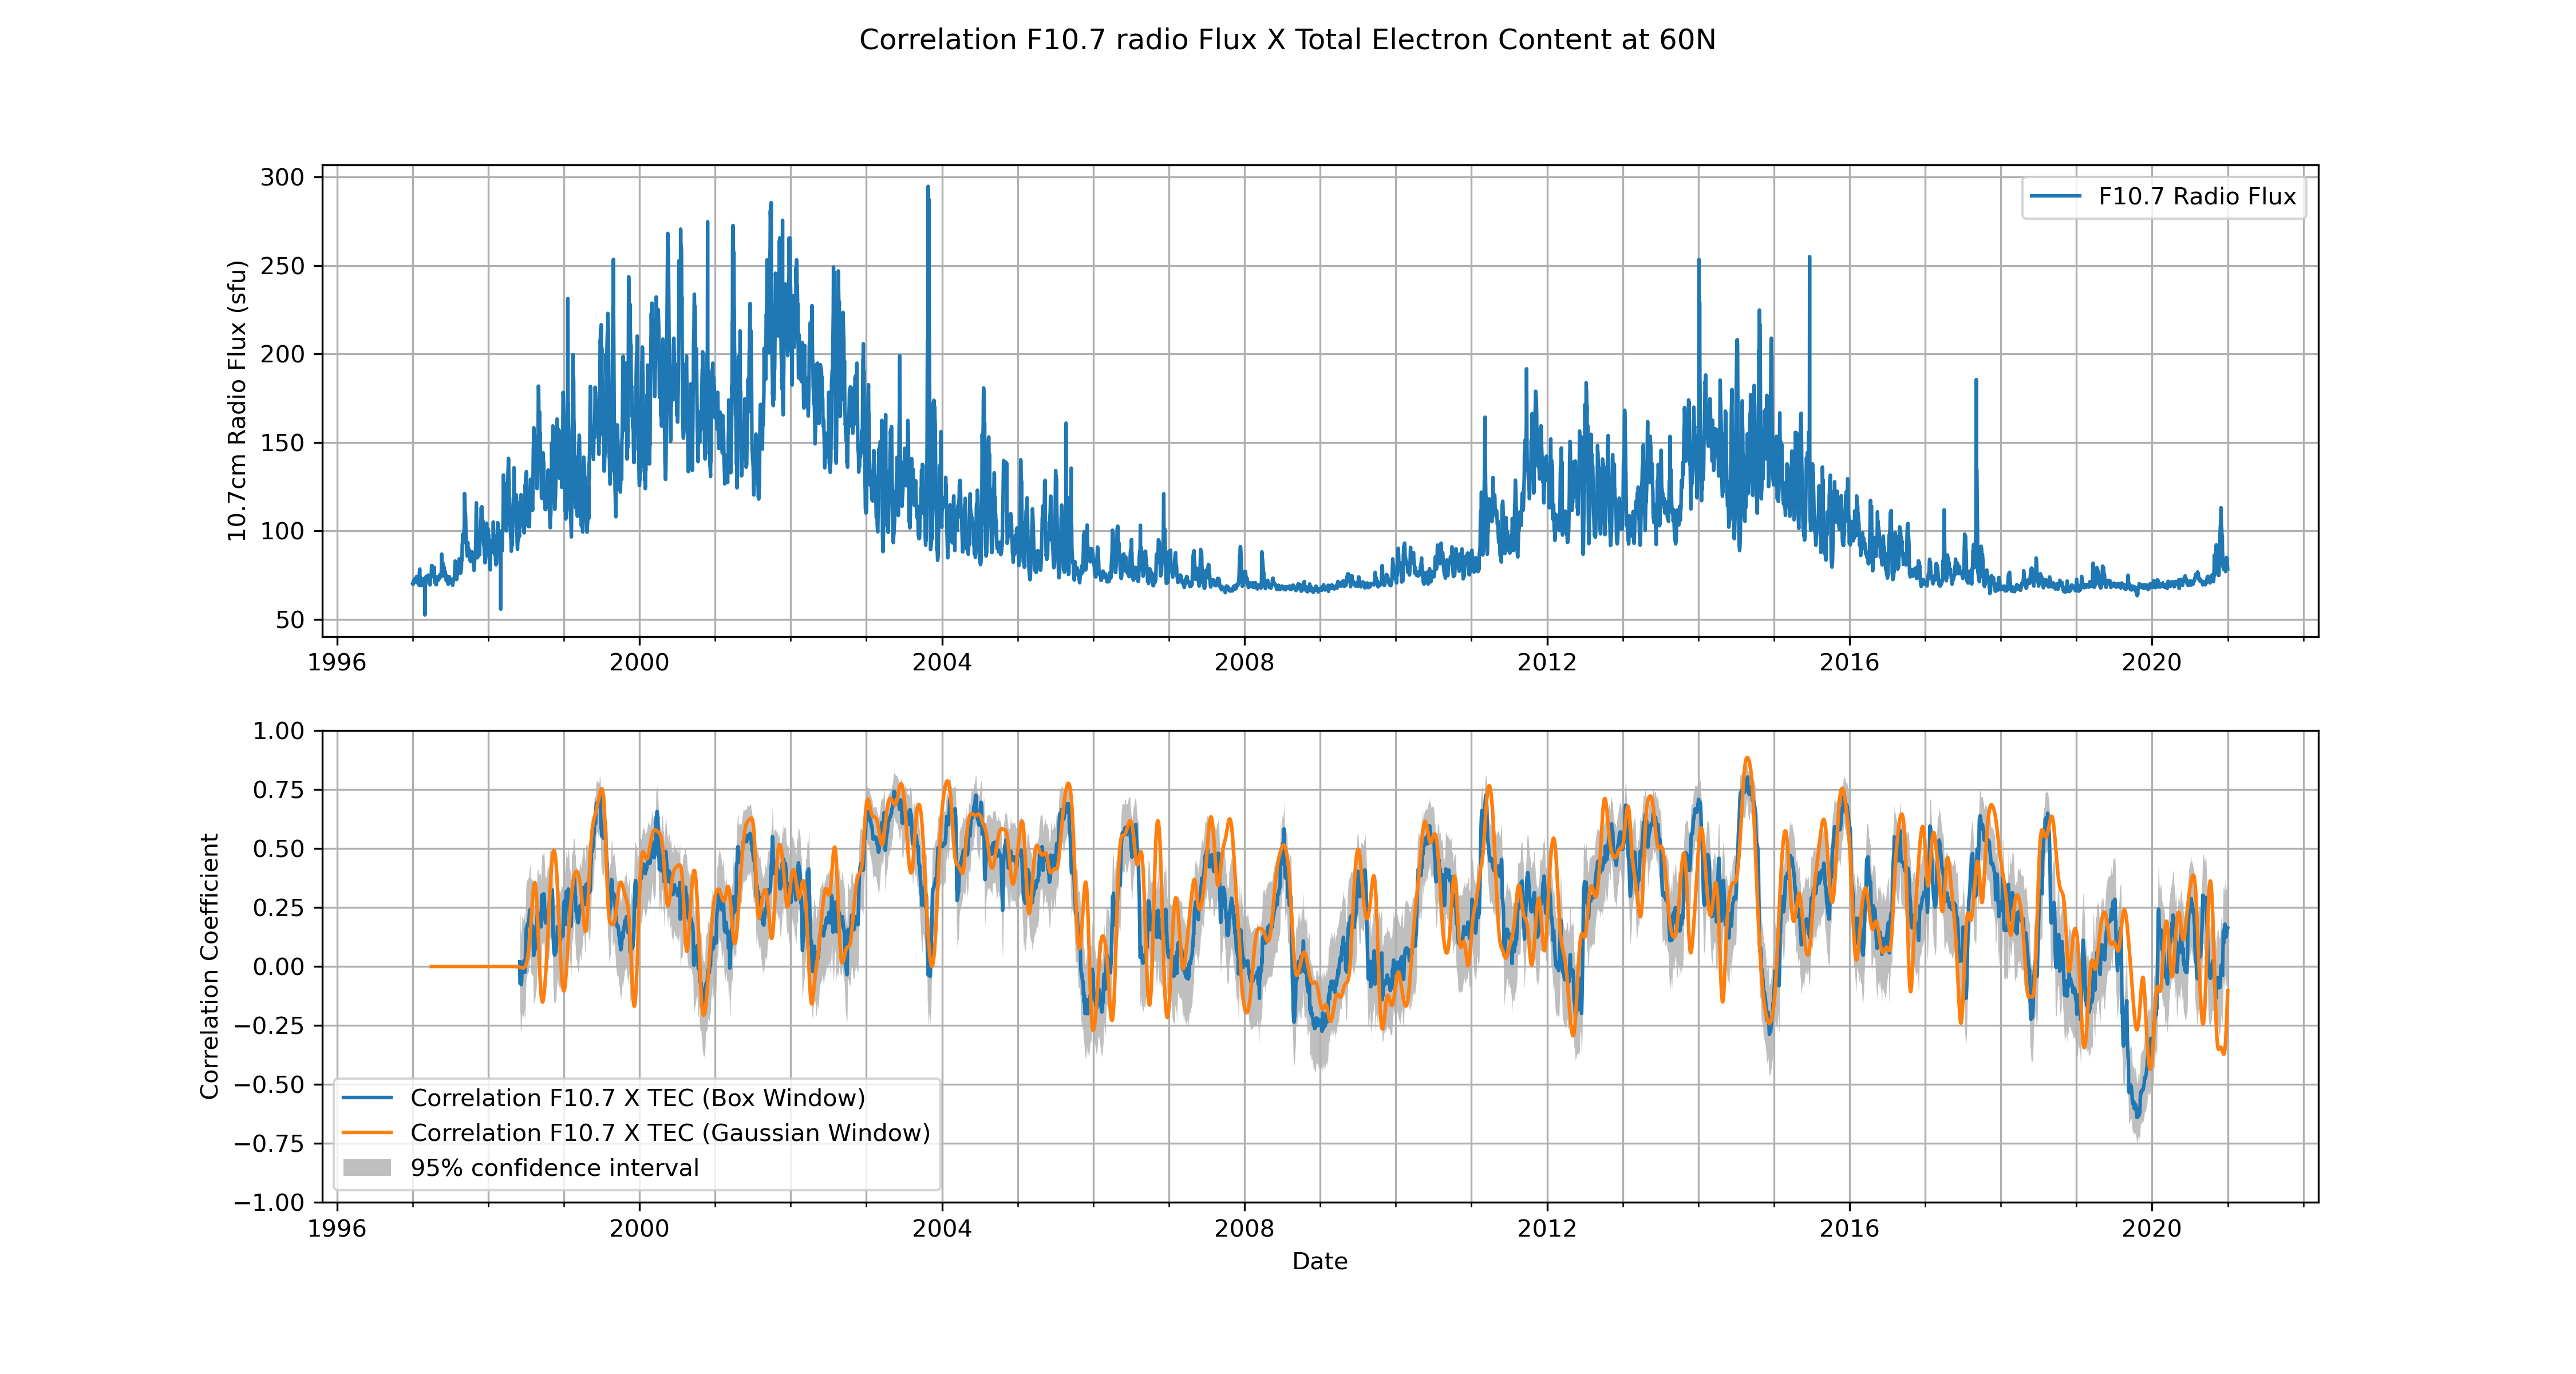 Correlation F10.7 radio Flux X Total Electron Content at 60N
300
250
200
150
100
50
10.7cm Radio Flux (sfu)
F10.7 Radio Flux
1996 2000 2004 2008 2012 2016 2020
1.00
0.75
0.50
0.25
0.00
−0.25
−0.50
−0.75
−1.00
Correlation Coefficient
Correlation F10.7 X TEC (Box Window)
Correlation F10.7 X TEC (Gaussian Window)
95% confidence interval
1996 2000 2004 2008 2012 2016 2020
Date